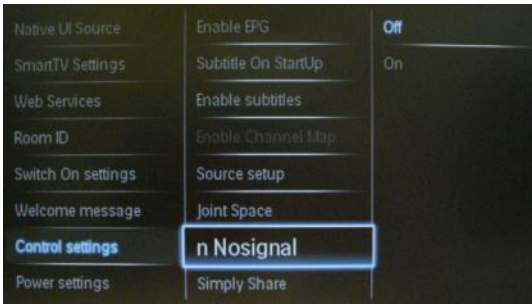 Native UI Source
SmartTV Settings
Web Services
Room ID
Switch On settings
Welcome message
Control settings
Power settings
Enable EPG
Subtitle On StartUp
Enable subtitles
Enable Channel Map
Source setup
Joint Space
n Nosignal
Simply Share
Off
On